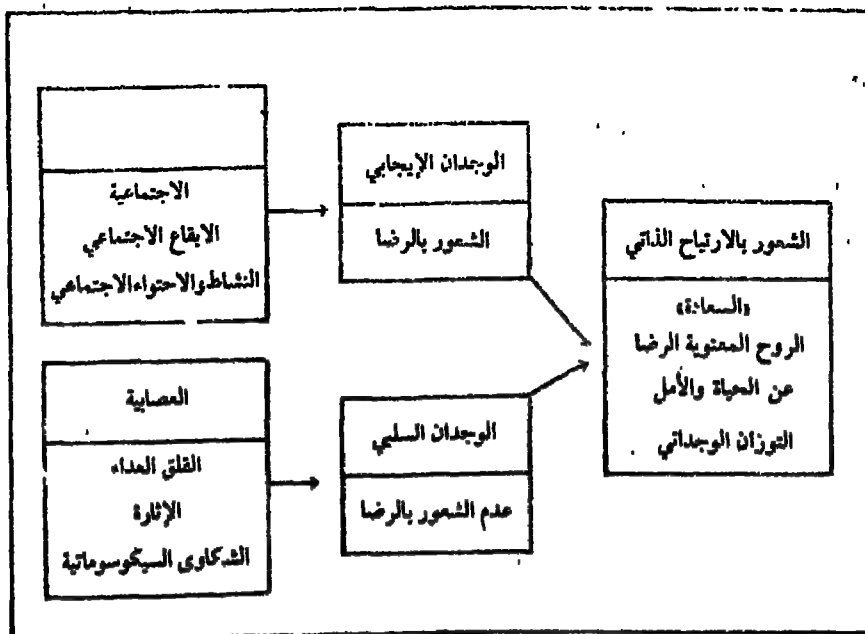 الاجتماعية
الايقاع الاجتماعي
النشاط والاحتواء الاجتماعي
الوجدان الإيجابي
الشعور بالرضا
العصابية
القلق العداء
الإثارة
الشكاوى السيكوسوماتية
الوجدان السلبي
عدم الشعور بالرضا
الشعور بالارتياح الذاتي
«السعادة»
الروح المعنوية الرضا
عن الحياة والأمل
التوزان الوجداني